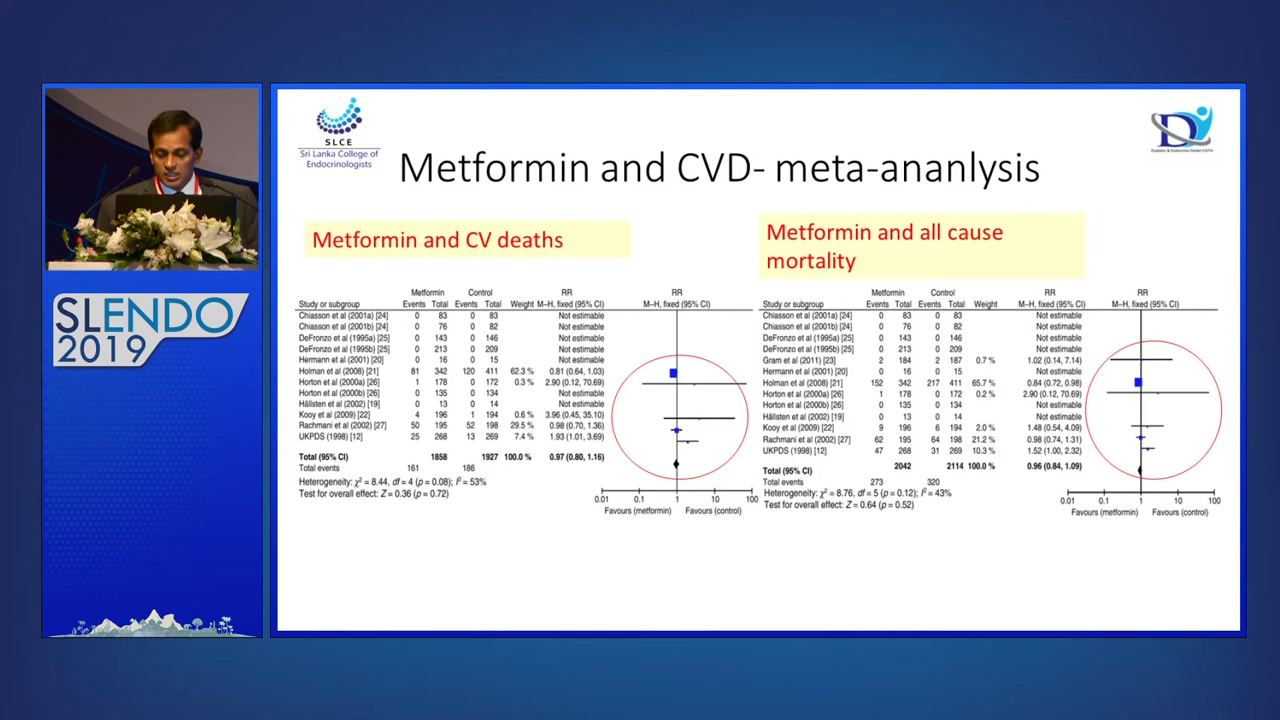 SLCE
Sri Lanka College of
Endocrinologists
D
Diabetic & Endocrine Center-CSTH
Metformin and CVD- meta-ananlysis
SLENDO
2019
Metformin and CV deaths
Metformin Control RR RR
Study or subgroup Events Total Events Total Weight M–H, fixed (95% CI) M–H, fixed (95% CI)
Chiasson et al (2001a) [24] 0 83 0 83 Not estimable
Chiasson et al (2001b) [24] 0 76 0 82 Not estimable
DeFronzo et al (1995a) [25] 0 143 0 146 Not estimable
DeFronzo et al (1995b) [25] 0 213 0 209 Not estimable
Hermann et al (2001) [20] 0 16 0 15 Not estimable
Holman et al (2008) [21] 81 342 120 411 62.3 % 0.81 (0.64, 1.03)
Horton et al (2000a) [26] 1 178 0 172 0.3 % 2.90 (0.12, 70.69)
Horton et al (2000b) [26] 0 135 0 134 Not estimable
Hällsten et al (2002) [19] 0 13 0 14 Not estimable
Kooy et al (2009) [22] 4 196 1 194 0.6 % 3.96 (0.45, 35.10)
Rachmani et al (2002) [27] 50 195 52 198 29.5 % 0.98 (0.70, 1.36)
UKPDS (1998) [12] 25 268 13 269 7.4 % 1.93 (1.01, 3.69)
Total (95% CI) 1858 1927 100.0 % 0.97 (0.80, 1.16)
Total events 161 186
Heterogeneity: χ² = 8.44, df = 4 (p = 0.08); I² = 53%
Test for overall effect: Z = 0.36 (p = 0.72)
0.01 0.1 1 10 100
Favours (metformin) Favours (control)
Metformin and all cause
mortality
Metformin Control RR RR
Study or subgroup Events Total Events Total Weight M–H, fixed (95% CI) M–H, fixed (95% CI)
Chiasson et al (2001a) [24] 0 83 0 83 Not estimable
Chiasson et al (2001b) [24] 0 76 0 82 Not estimable
DeFronzo et al (1995a) [25] 0 143 0 146 Not estimable
DeFronzo et al (1995b) [25] 0 213 0 209 Not estimable
Gram et al (2011) [23] 2 184 2 187 0.7 % 1.02 (0.14, 7.14)
Hermann et al (2001) [20] 0 16 0 15 Not estimable
Holman et al (2008) [21] 152 342 217 411 65.7 % 0.84 (0.72, 0.98)
Horton et al (2000a) [26] 1 178 0 172 0.2 % 2.90 (0.12, 70.69)
Horton et al (2000b) [26] 0 135 0 134 Not estimable
Hällsten et al (2002) [19] 0 13 0 14 Not estimable
Kooy et al (2009) [22] 9 196 6 194 2.0 % 1.48 (0.54, 4.09)
Rachmani et al (2002) [27] 62 195 64 198 21.2 % 0.98 (0.74, 1.31)
UKPDS (1998) [12] 47 268 31 269 10.3 % 1.52 (1.00, 2.32)
Total (95% CI) 2042 2114 100.0 % 0.96 (0.84, 1.09)
Total events 273 320
Heterogeneity: χ² = 8.76, df = 5 (p = 0.12); I² = 43%
Test for overall effect: Z = 0.64 (p = 0.52)
0.01 0.1 1 10 100
Favours (metformin) Favours (control)